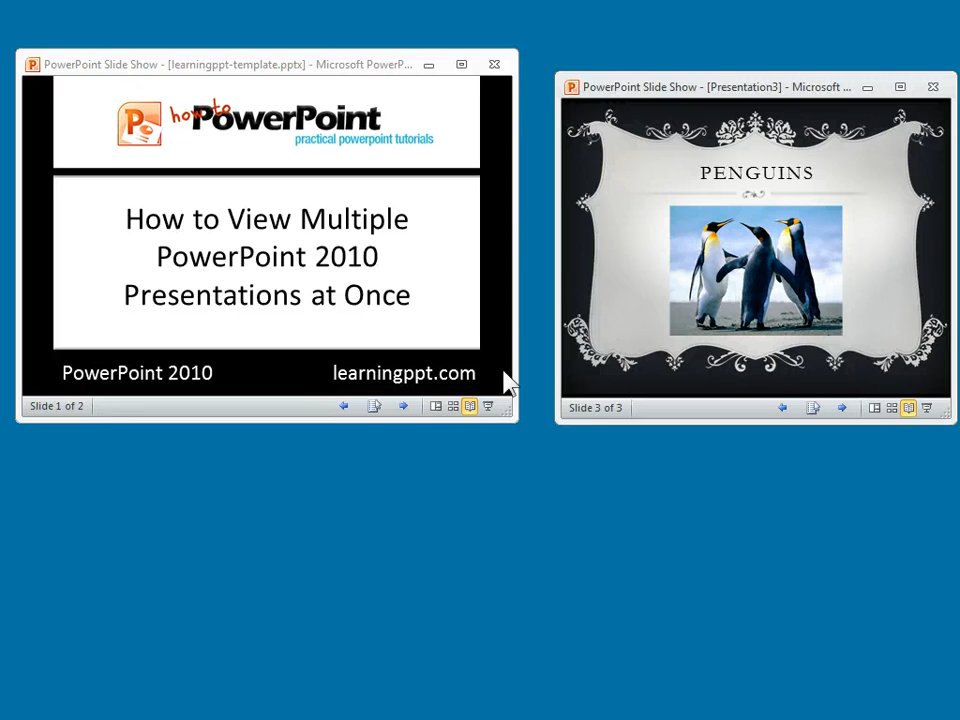 PowerPoint Slide Show - [learningppt-template.pptx] - Microsoft PowerP...
how to
PowerPoint
practical powerpoint tutorials
How to View Multiple
PowerPoint 2010
Presentations at Once
PowerPoint 2010 learningppt.com
Slide 1 of 2
PowerPoint Slide Show - [Presentation3] - Microsoft ...
PENGUINS
Slide 3 of 3